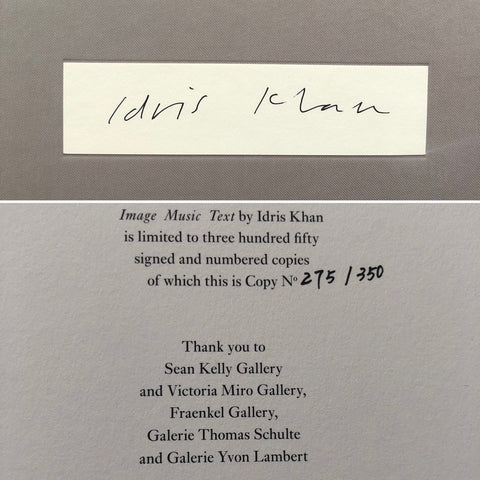 Idris Khan
Image Music Text by Idris Khan
is limited to three hundred fifty
signed and numbered copies
of which this is Copy Nº 275 / 350
Thank you to
Sean Kelly Gallery
and Victoria Miro Gallery,
Fraenkel Gallery,
Galerie Thomas Schulte
and Galerie Yvon Lambert